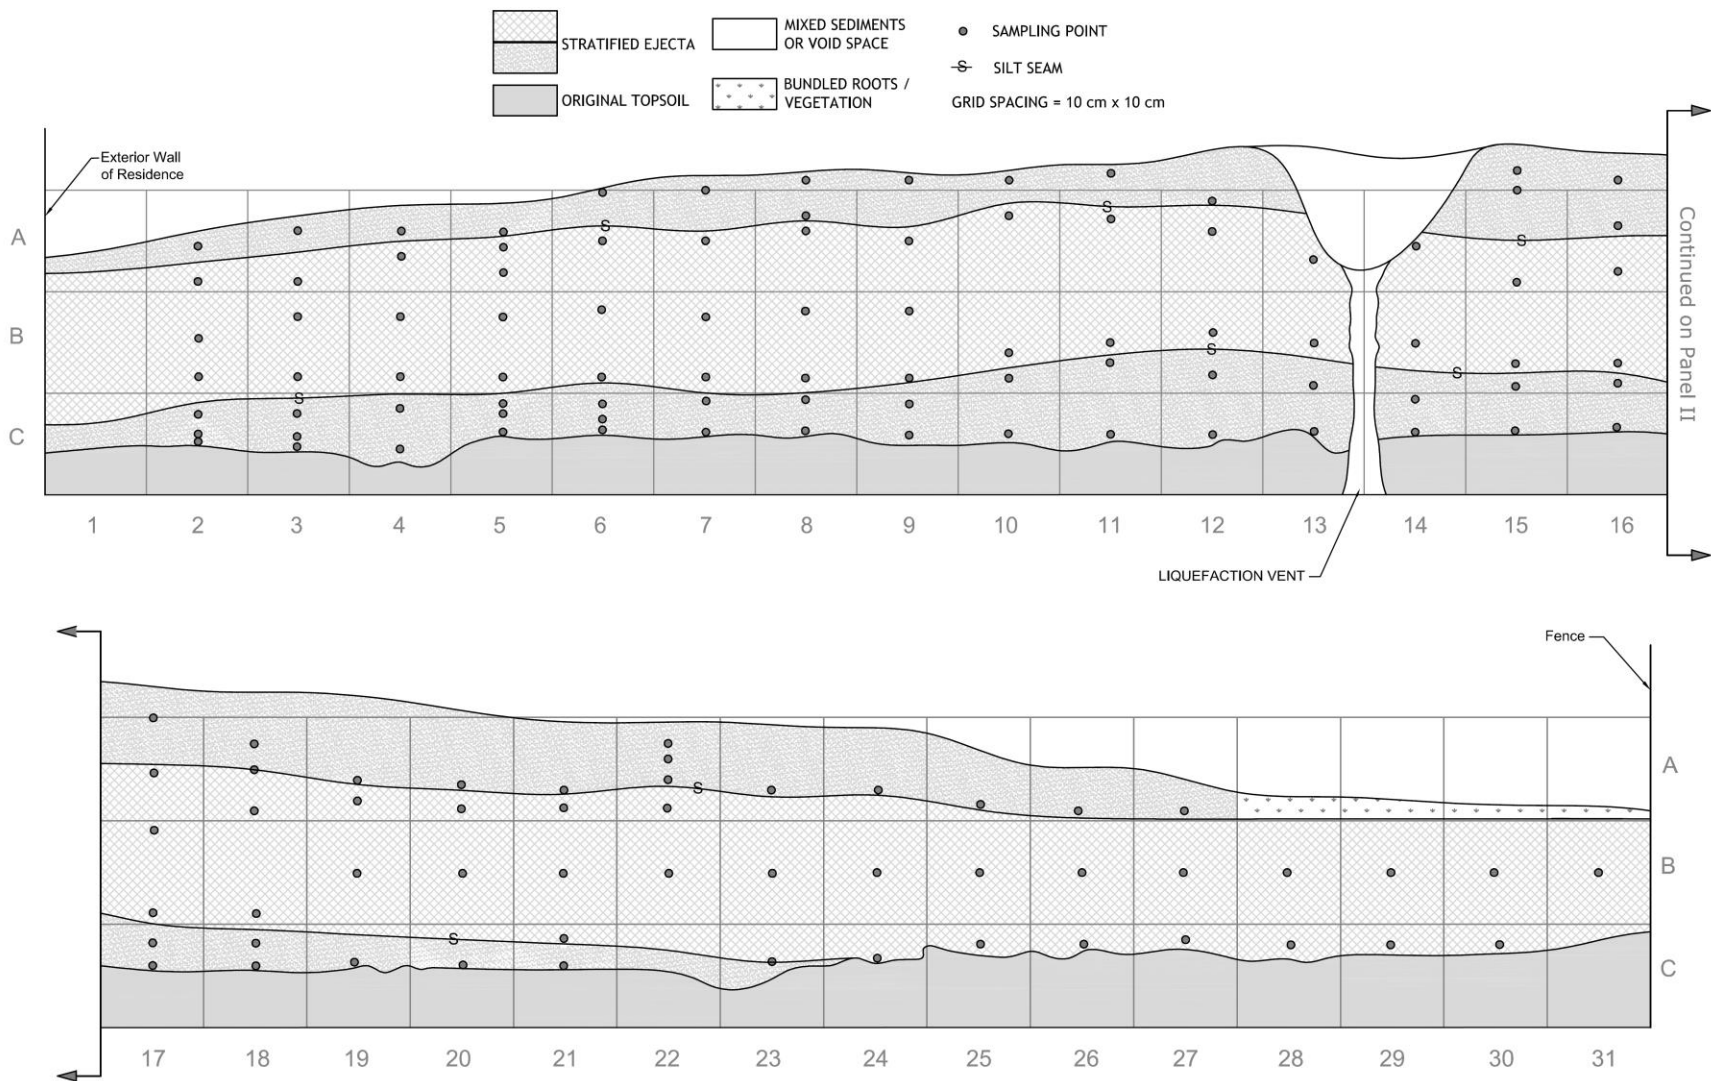 STRATIFIED EJECTA
ORIGINAL TOPSOIL
MIXED SEDIMENTS
OR VOID SPACE
BUNDLED ROOTS /
VEGETATION
SAMPLING POINT
S SILT SEAM
GRID SPACING = 10 cm x 10 cm
Exterior Wall
of Residence
Continued on Panel II
A
S
S
S
B
S
S
C
S
1 2 3 4 5 6 7 8 9 10 11 12 13 14 15 16
LIQUEFACTION VENT
Fence
A
S
B
S
C
17 18 19 20 21 22 23 24 25 26 27 28 29 30 31